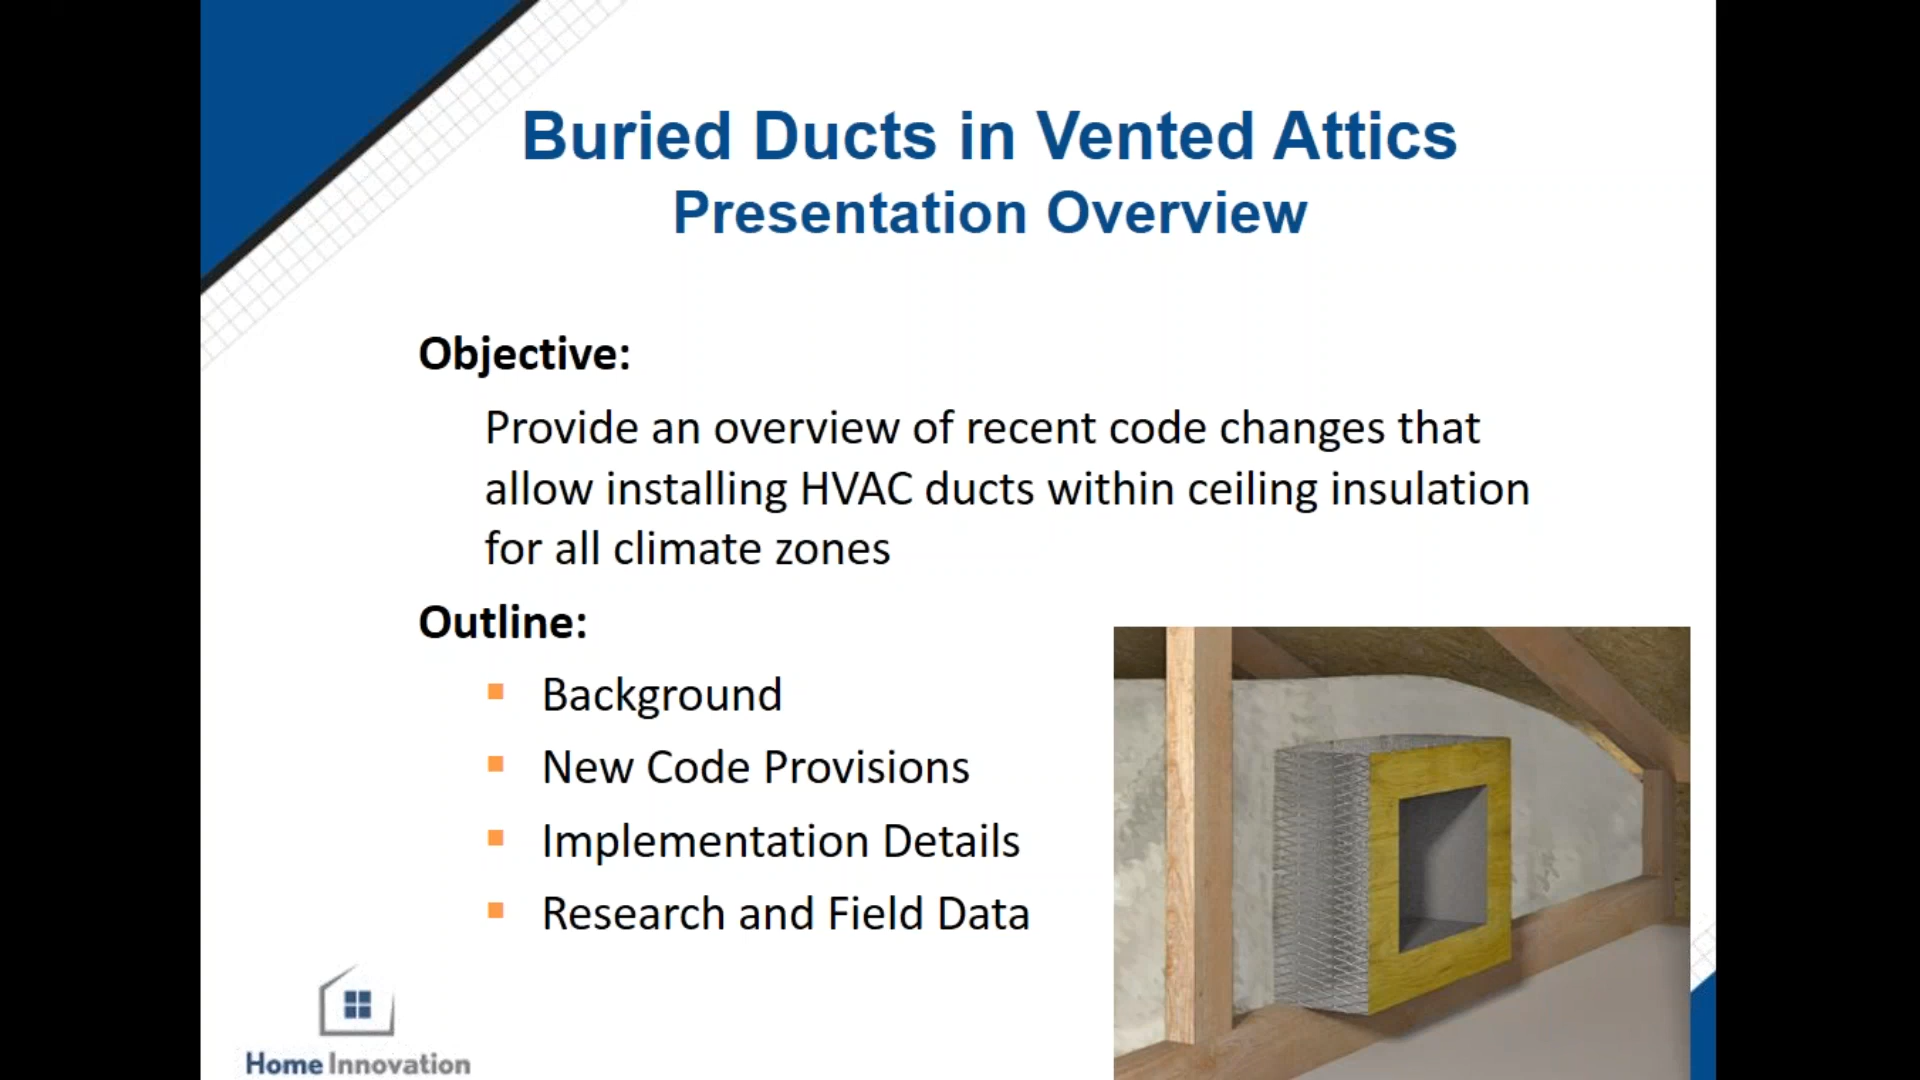 Buried Ducts in Vented Attics
Presentation Overview
Objective:
Provide an overview of recent code changes that
allow installing HVAC ducts within ceiling insulation
for all climate zones
Outline:
Background
New Code Provisions
Implementation Details
Research and Field Data
Home Innovation